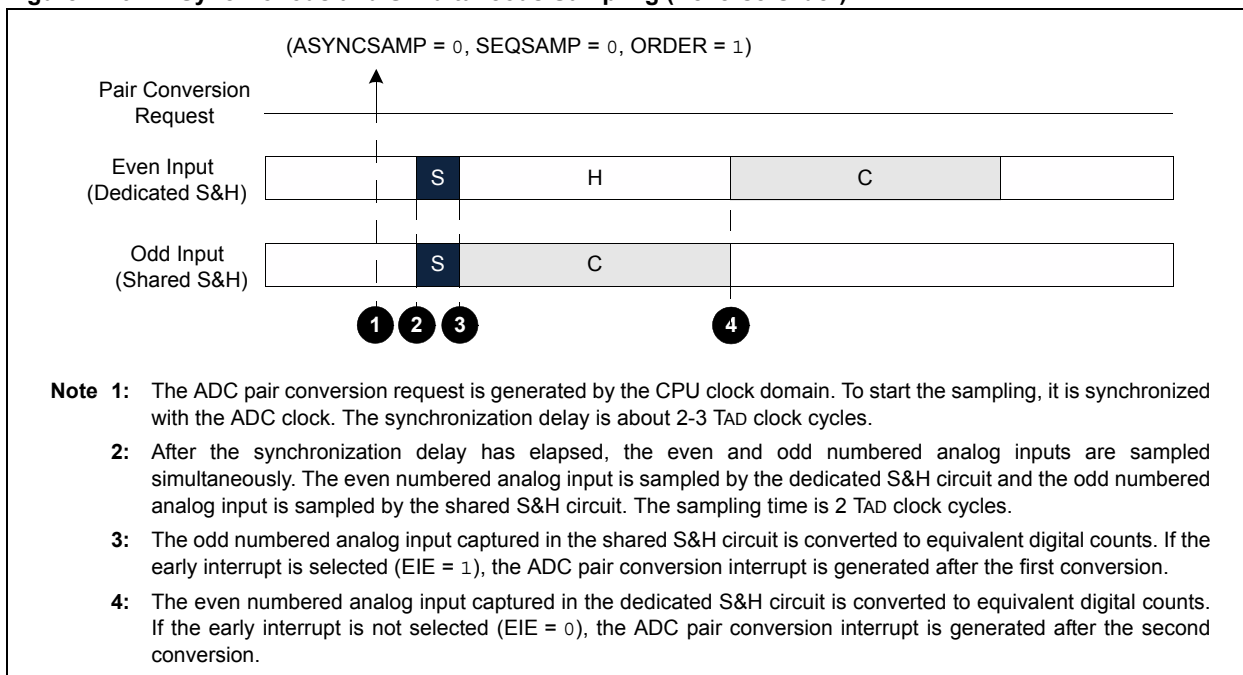 (ASYNCSAMP = 0, SEQSAMP = 0, ORDER = 1)
Pair Conversion
Request
Even Input
(Dedicated S&H)
S
H
C
Odd Input
(Shared S&H)
S
C
1
2
3
4
Note 1: The ADC pair conversion request is generated by the CPU clock domain. To start the sampling, it is synchronized
with the ADC clock. The synchronization delay is about 2-3 TAD clock cycles.
2: After the synchronization delay has elapsed, the even and odd numbered analog inputs are sampled
simultaneously. The even numbered analog input is sampled by the dedicated S&H circuit and the odd numbered
analog input is sampled by the shared S&H circuit. The sampling time is 2 TAD clock cycles.
3: The odd numbered analog input captured in the shared S&H circuit is converted to equivalent digital counts. If the
early interrupt is selected (EIE = 1), the ADC pair conversion interrupt is generated after the first conversion.
4: The even numbered analog input captured in the dedicated S&H circuit is converted to equivalent digital counts.
If the early interrupt is not selected (EIE = 0), the ADC pair conversion interrupt is generated after the second
conversion.